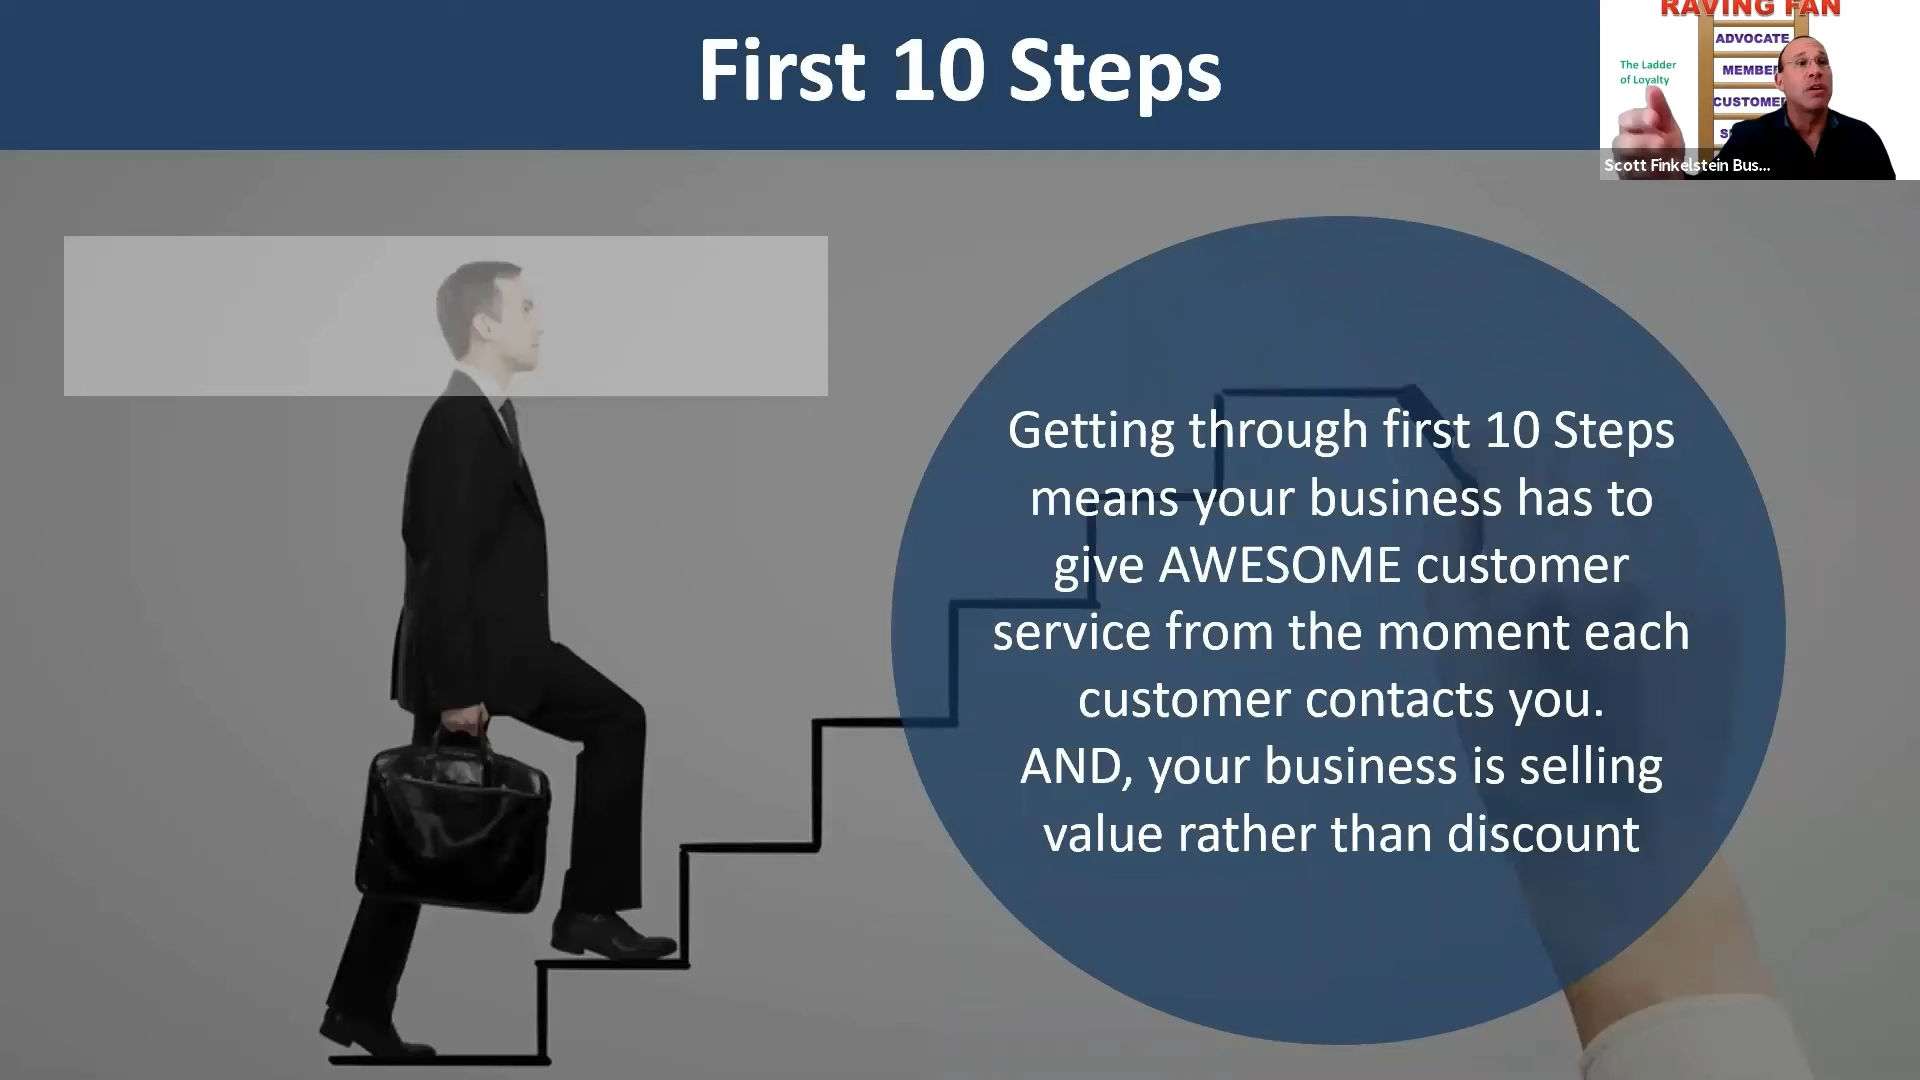 First 10 Steps
RAVING FAN
ADVOCATE
The Ladder
of Loyalty
MEMBER
CUSTOMER
Scott Finkelstein Bus...
Getting through first 10 Steps
means your business has to
give AWESOME customer
service from the moment each
customer contacts you.
AND, your business is selling
value rather than discount